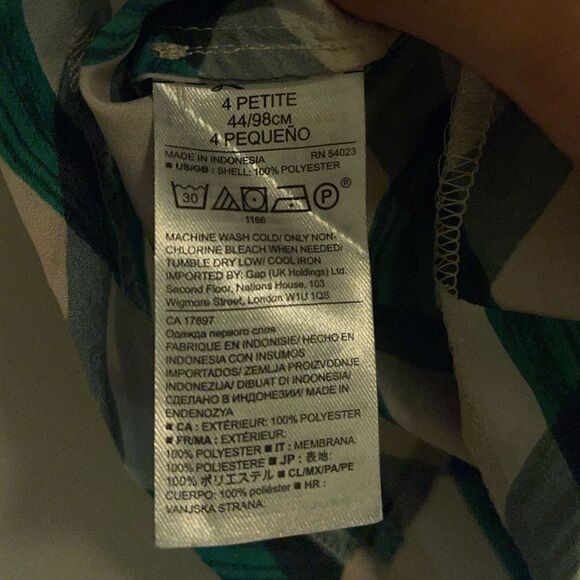 4 PETITE
44/98CM
4 PEQUEÑO
MADE IN INDONESIA RN 54023
■ US/GB : SHELL: 100% POLYESTER
30 P ®
1166
MACHINE WASH COLD/ ONLY NON-
CHLORINE BLEACH WHEN NEEDED/
TUMBLE DRY LOW/ COOL IRON
IMPORTED BY: Gap (UK Holdings) Ltd.
Second Floor, Nations House, 103
Wigmore Street, London W1U 1QS
CA 17897
Одежда первого слоя
FABRIQUE EN INDONISIE/ HECHO EN
INDONESIA CON INSUMOS
IMPORTADOS/ ZEMLJA PROIZVODNJE
INDONEZIJA/ DIBUAT DI INDONESIA/
СДЕЛАНО В ИНДОНЕЗИИ/ MADE IN
ENDENOZYA
■ CA : EXTÉRIEUR: 100% POLYESTER
■ FR/MA : EXTÉRIEUR:
100% POLYESTER ■ IT : MEMBRANA:
100% POLIESTERE ■ JP : 表地:
100% ポリエステル ■ CL/MX/PA/PE
CUERPO: 100% poliéster ■ HR :
VANJSKA STRANA: